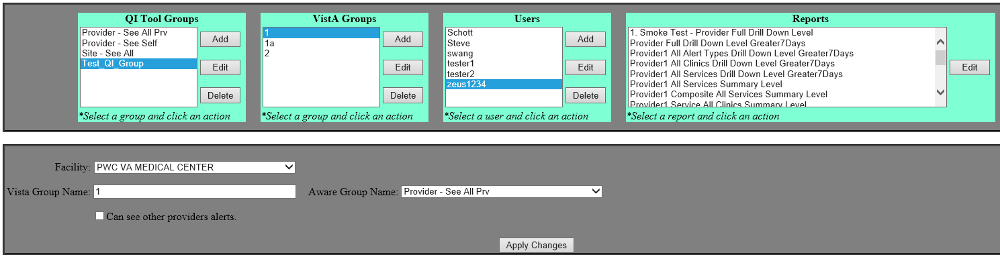 QI Tool Groups
Provider - See All Prv
Provider - See Self
Site - See All
Test_QI_Group
Add
Edit
Delete
*Select a group and click an action
VistA Groups
1
1a
2
Add
Edit
Delete
*Select a group and click an action
Users
Schott
Steve
swang
tester1
tester2
zeus1234
Add
Edit
Delete
*Select a user and click an action
Reports
1. Smoke Test - Provider Full Drill Down Level
Provider Full Drill Down Level Greater7Days
Provider1 All Alert Types Drill Down Level Greater7Days
Provider1 All Clinics Drill Down Level Greater7Days
Provider1 All Services Drill Down Level Greater7Days
Provider1 All Services Summary Level
Provider1 Composite All Services Summary Level
Provider1 Service All Clinics Summary Level
Edit
*Select a report and click an action
Facility: PWC VA MEDICAL CENTER
Vista Group Name: 1 Aware Group Name: Provider - See All Prv
Can see other providers alerts.
Apply Changes